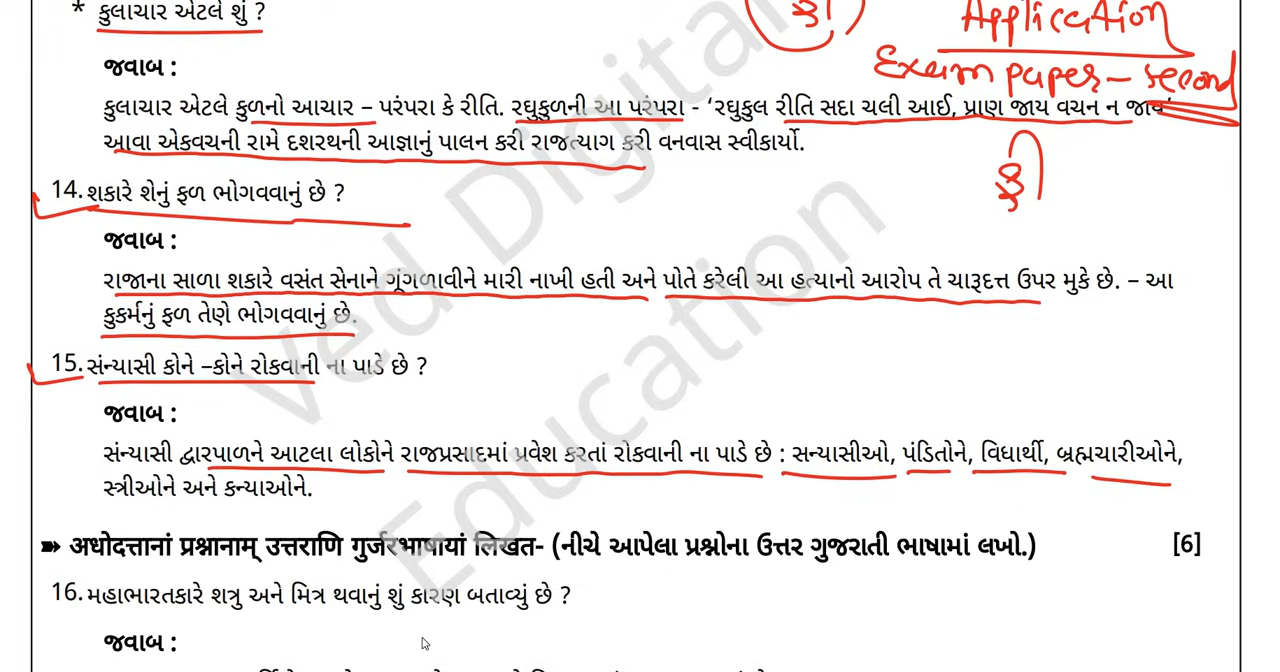 * કુલાચાર એટલે શું ?
Application
જવાબ :
Exam paper - second
કુલાચાર એટલે કુળનો આચાર – પરંપરા કે રીતિ. રઘુકુળની આ પરંપરા - ‘રઘુકુલ રીતિ સદા ચલી આઈ, પ્રાણ જાય વચન ન જાય’
આવા એકવચની રામે દશરથની આજ્ઞાનું પાલન કરી રાજત્યાગ કરી વનવાસ સ્વીકાર્યો.
ફ્રી
14. શકારે શેનું ફળ ભોગવવાનું છે ?
જવાબ :
રાજાના સાળા શકારે વસંત સેનાને ગૂંગળાવીને મારી નાખી હતી અને પોતે કરેલી આ હત્યાનો આરોપ તે ચારૂદત્ત ઉપર મુકે છે. – આ
કુકર્મનું ફળ તેણે ભોગવવાનું છે.
15. સંન્યાસી કોને –કોને રોકવાની ના પાડે છે ?
જવાબ :
સંન્યાસી દ્વારપાળને આટલા લોકોને રાજપ્રસાદમાં પ્રવેશ કરતાં રોકવાની ના પાડે છે : સન્યાસીઓ, પંડિતોને, વિધાર્થી, બ્રહ્મચારીઓને,
સ્ત્રીઓને અને કન્યાઓને.
➽ अधोदत्तानां प्रश्नानाम् उत्तराणि गुर्जरभाषायां लिखत- (નીચે આપેલા પ્રશ્નોના ઉત્તર ગુજરાતી ભાષામાં લખો.) [6]
16. મહાભારતકારે શત્રુ અને મિત્ર થવાનું શું કારણ બતાવ્યું છે ?
જવાબ :
Ved Digital
Education